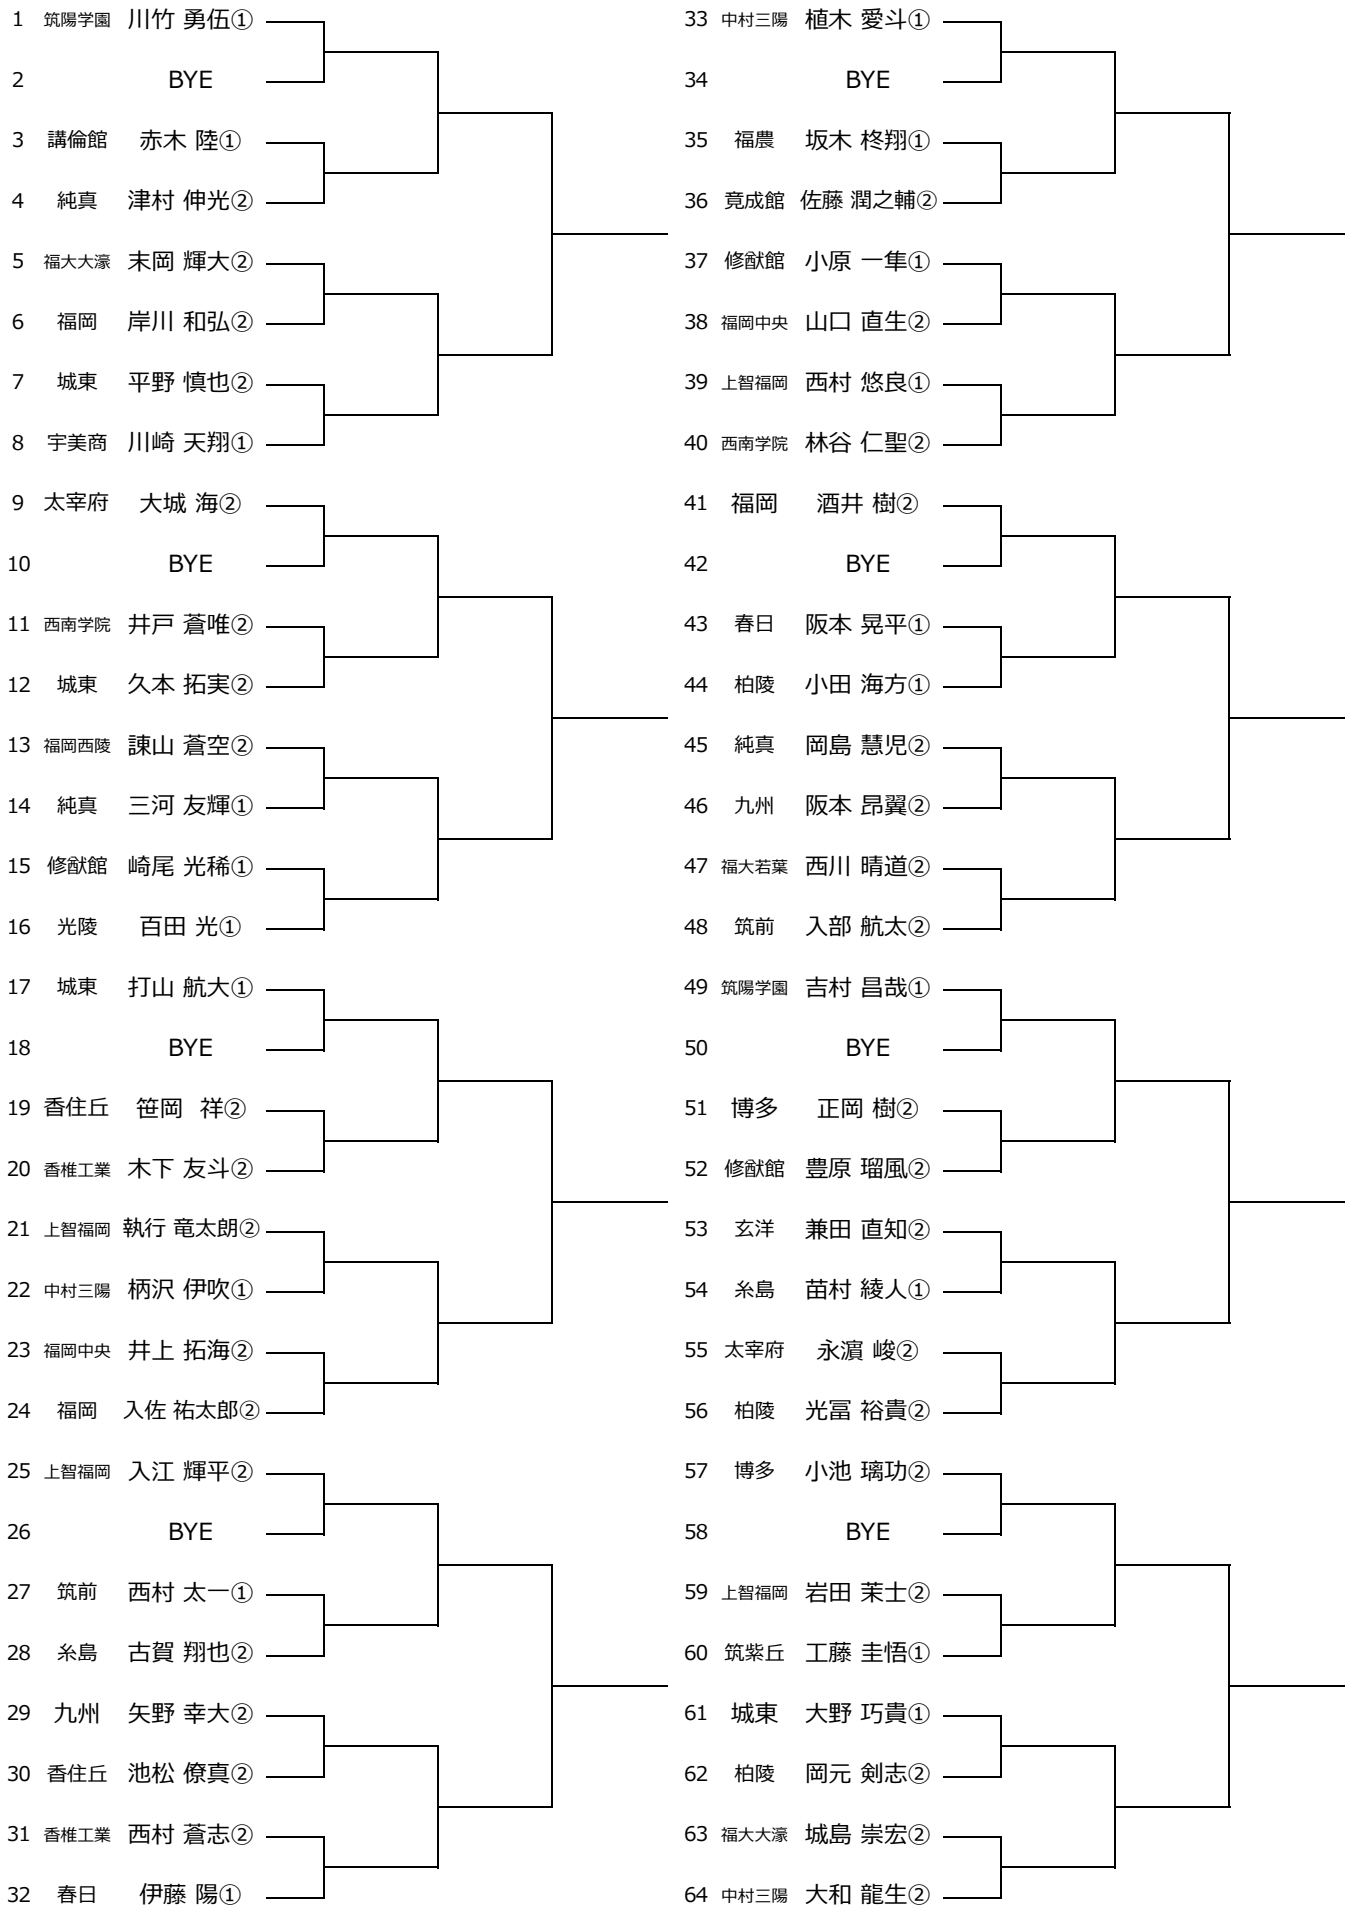 1 筑陽学園 川竹 勇伍①
2 BYE
3 講倫館 赤木 陸①
4 純真 津村 伸光②
5 福大大濠 末岡 輝大②
6 福岡 岸川 和弘②
7 城東 平野 慎也②
8 宇美商 川崎 天翔①
9 太宰府 大城 海②
10 BYE
11 西南学院 井戸 蒼唯②
12 城東 久本 拓実②
13 福岡西陵 諌山 蒼空②
14 純真 三河 友輝①
15 修猷館 崎尾 光稀①
16 光陵 百田 光①
17 城東 打山 航大①
18 BYE
19 香住丘 笹岡 祥②
20 香椎工業 木下 友斗②
21 上智福岡 執行 竜太朗②
22 中村三陽 柄沢 伊吹①
23 福岡中央 井上 拓海②
24 福岡 入佐 祐太郎②
25 上智福岡 入江 輝平②
26 BYE
27 筑前 西村 太一①
28 糸島 古賀 翔也②
29 九州 矢野 幸大②
30 香住丘 池松 僚真②
31 香椎工業 西村 蒼志②
32 春日 伊藤 陽①
33 中村三陽 植木 愛斗①
34 BYE
35 福農 坂木 柊翔①
36 竟成館 佐藤 潤之輔②
37 修猷館 小原 一隼①
38 福岡中央 山口 直生②
39 上智福岡 西村 悠良①
40 西南学院 林谷 仁聖②
41 福岡 酒井 樹②
42 BYE
43 春日 阪本 晃平①
44 柏陵 小田 海方①
45 純真 岡島 慧児②
46 九州 阪本 昂翼②
47 福大若葉 西川 晴道②
48 筑前 入部 航太②
49 筑陽学園 吉村 昌哉①
50 BYE
51 博多 正岡 樹②
52 修猷館 豊原 瑠風②
53 玄洋 兼田 直知②
54 糸島 苗村 綾人①
55 太宰府 永濵 峻②
56 柏陵 光冨 裕貴②
57 博多 小池 璃功②
58 BYE
59 上智福岡 岩田 茉士②
60 筑紫丘 工藤 圭悟①
61 城東 大野 巧貴①
62 柏陵 岡元 剣志②
63 福大大濠 城島 崇宏②
64 中村三陽 大和 龍生②